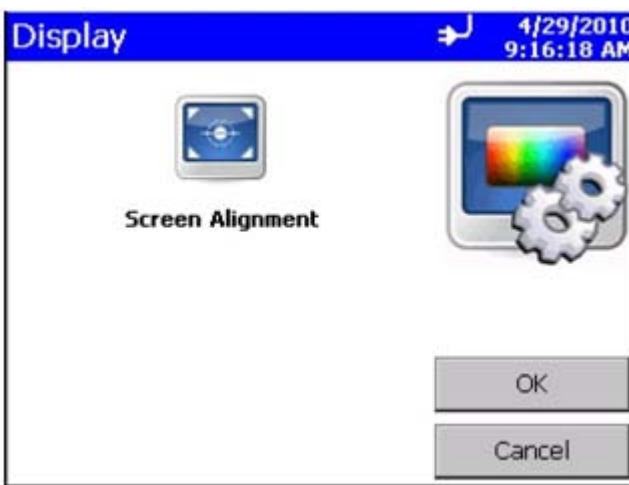 Display
4/29/2010
9:16:18 AM
Screen Alignment
OK
Cancel